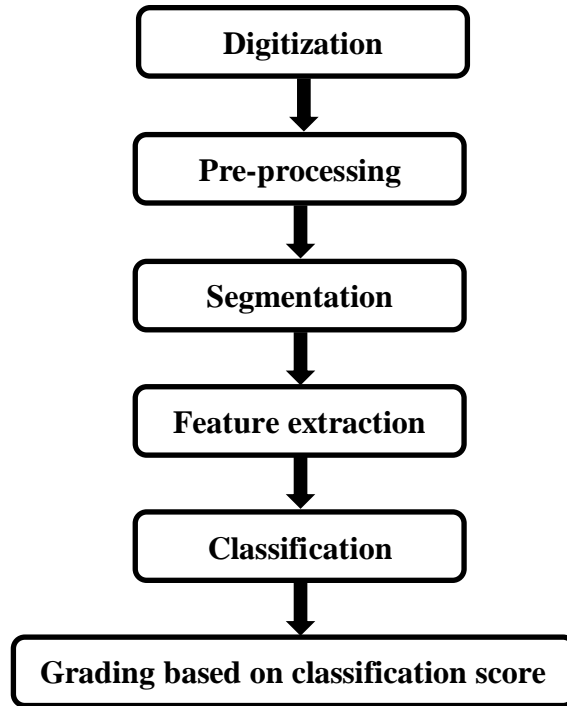 Digitization
Pre-processing
Segmentation
Feature extraction
Classification
Grading based on classification score